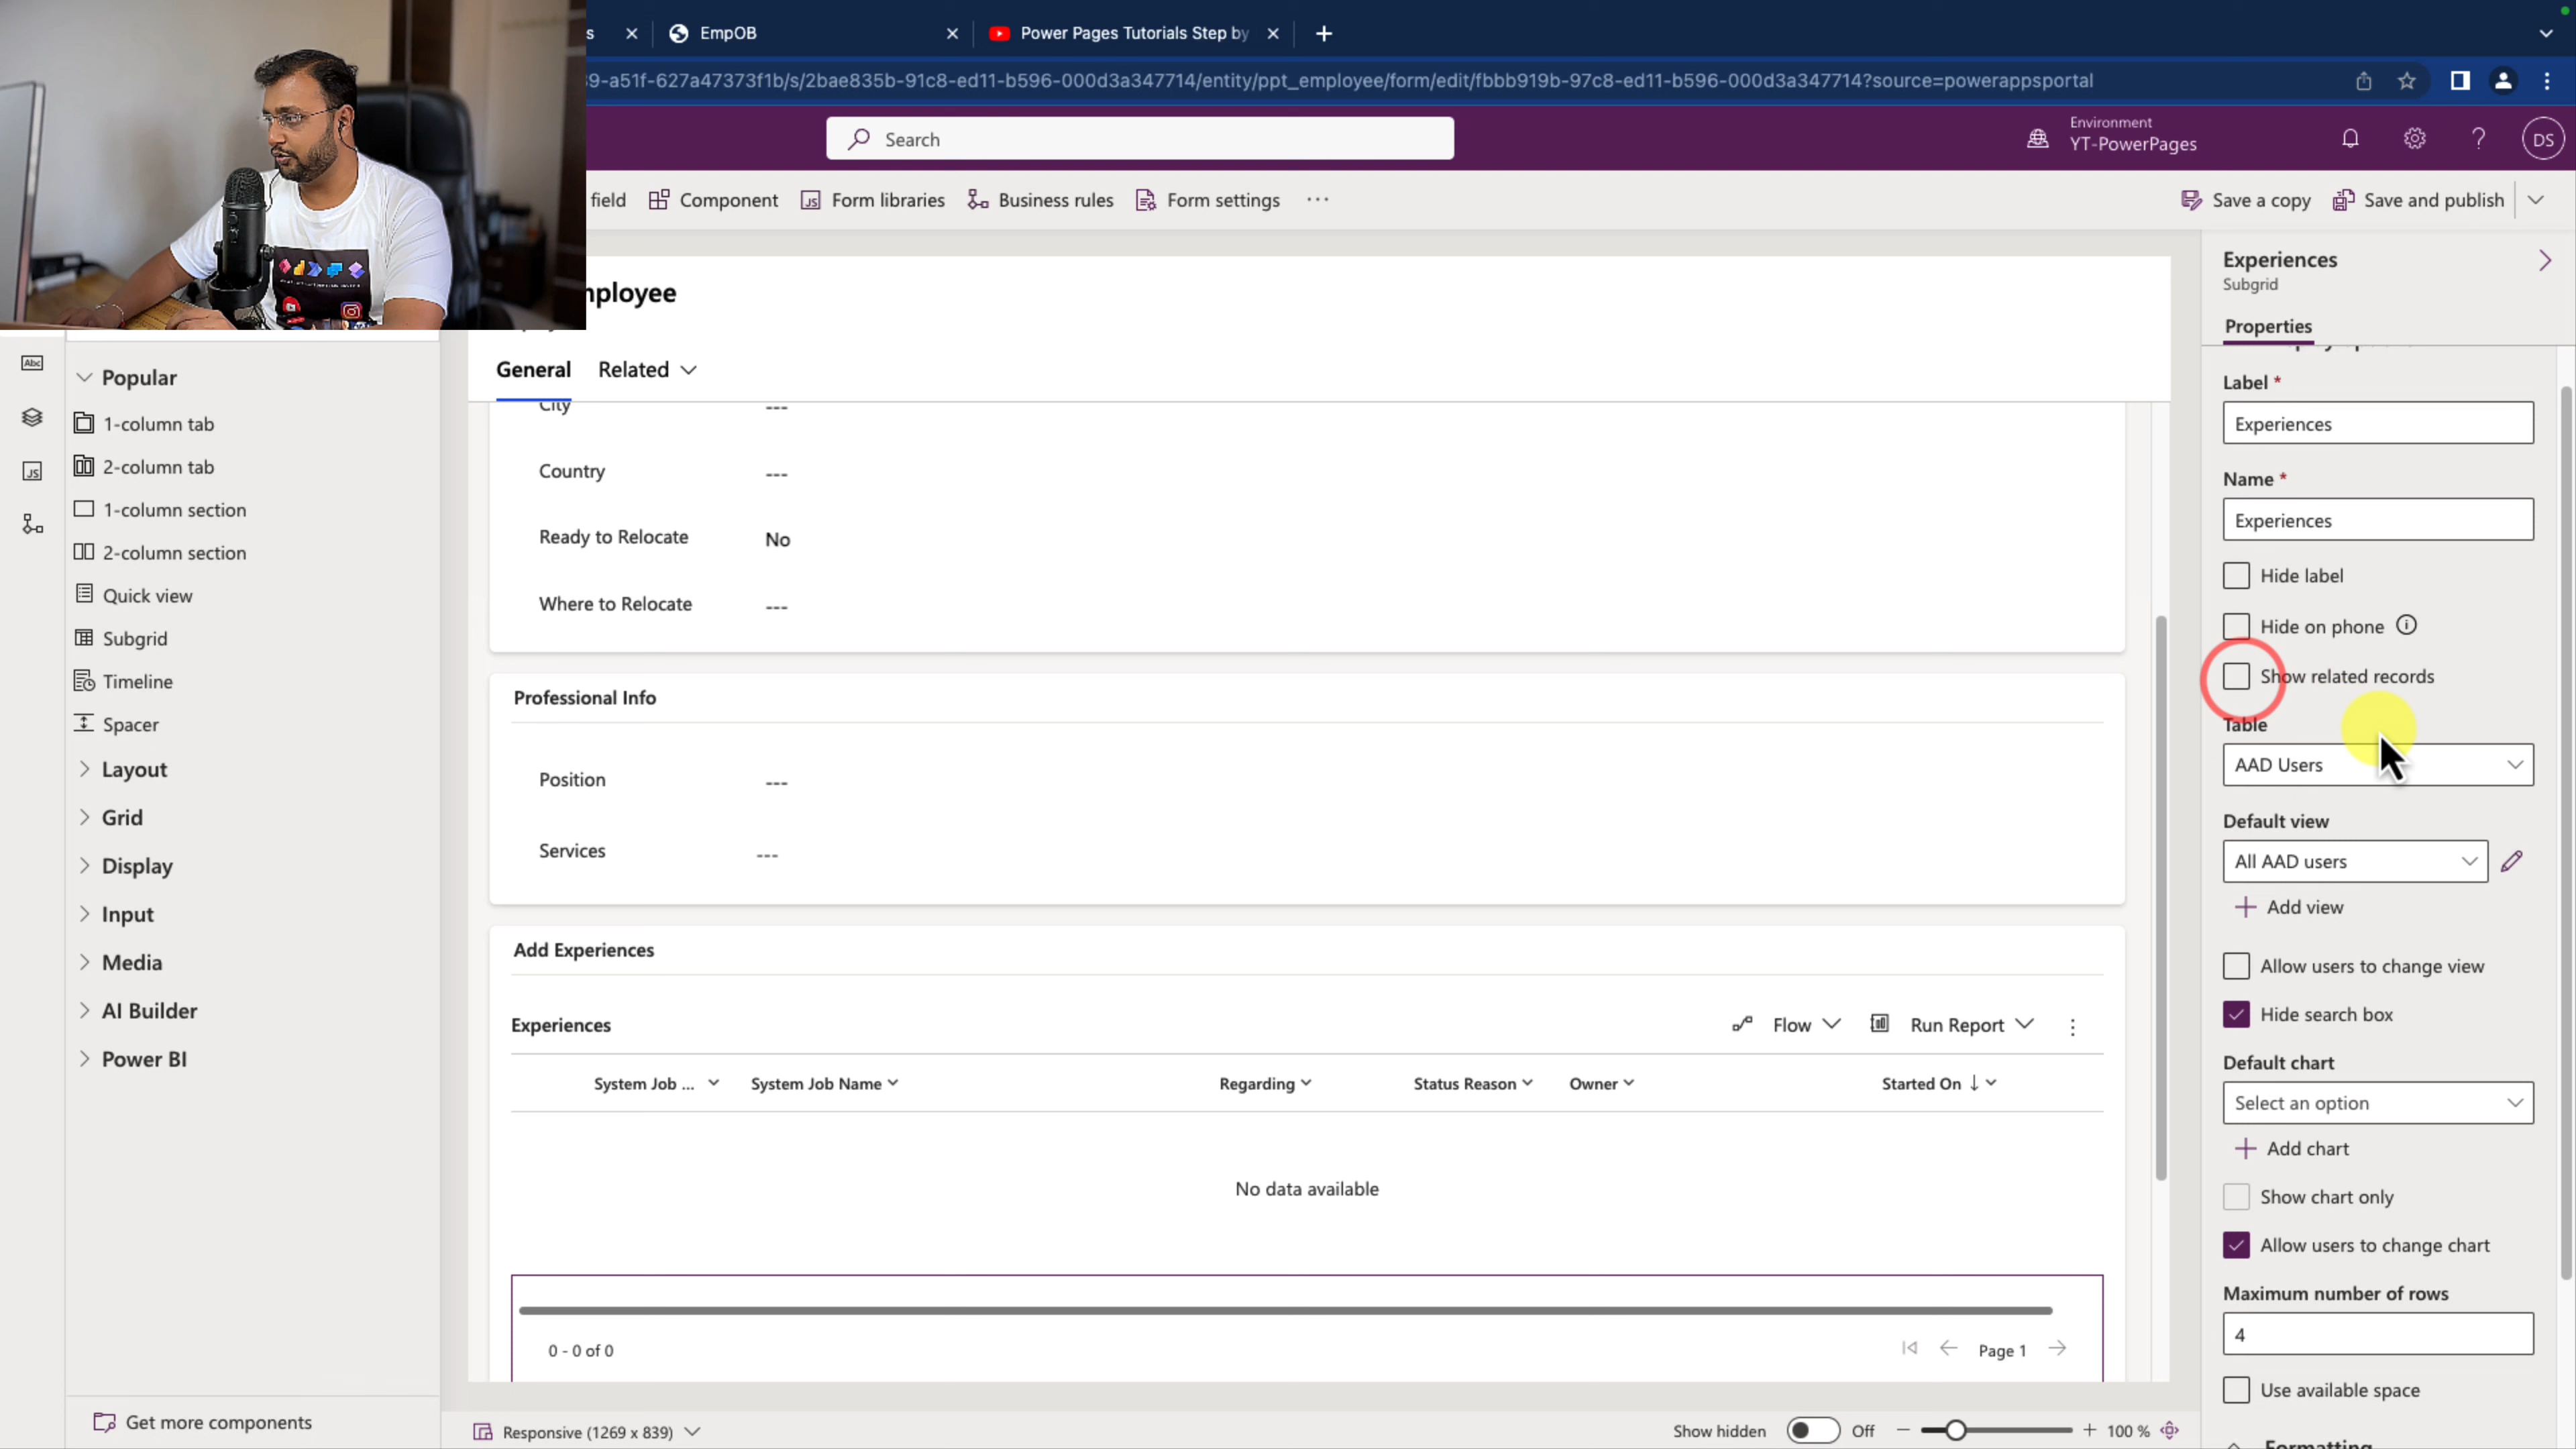 s
EmpOB
Power Pages Tutorials Step by
39-a51f-627a47373f1b/s/2bae835b-91c8-ed11-b596-000d3a347714/entity/ppt_employee/form/edit/fbbb919b-97c8-ed11-b596-000d3a347714?source=powerappsportal
Search
Environment
YT-PowerPages
DS
field
Component
Form libraries
Business rules
Form settings
Save a copy
Save and publish
nployee
General
Related
Popular
1-column tab
2-column tab
1-column section
2-column section
Quick view
Subgrid
Timeline
Spacer
Layout
Grid
Display
Input
Media
AI Builder
Power BI
Get more components
City ---
Country ---
Ready to Relocate No
Where to Relocate ---
Professional Info
Position ---
Services ---
Add Experiences
Experiences
Flow
Run Report
System Job ...
System Job Name
Regarding
Status Reason
Owner
Started On
No data available
0 - 0 of 0
Page 1
Responsive (1269 x 839)
Show hidden
Off
100 %
Experiences
Subgrid
Properties
Label *
Experiences
Name *
Experiences
Hide label
Hide on phone
Show related records
Table
AAD Users
Default view
All AAD users
Add view
Allow users to change view
Hide search box
Default chart
Select an option
Add chart
Show chart only
Allow users to change chart
Maximum number of rows
4
Use available space
Formatting